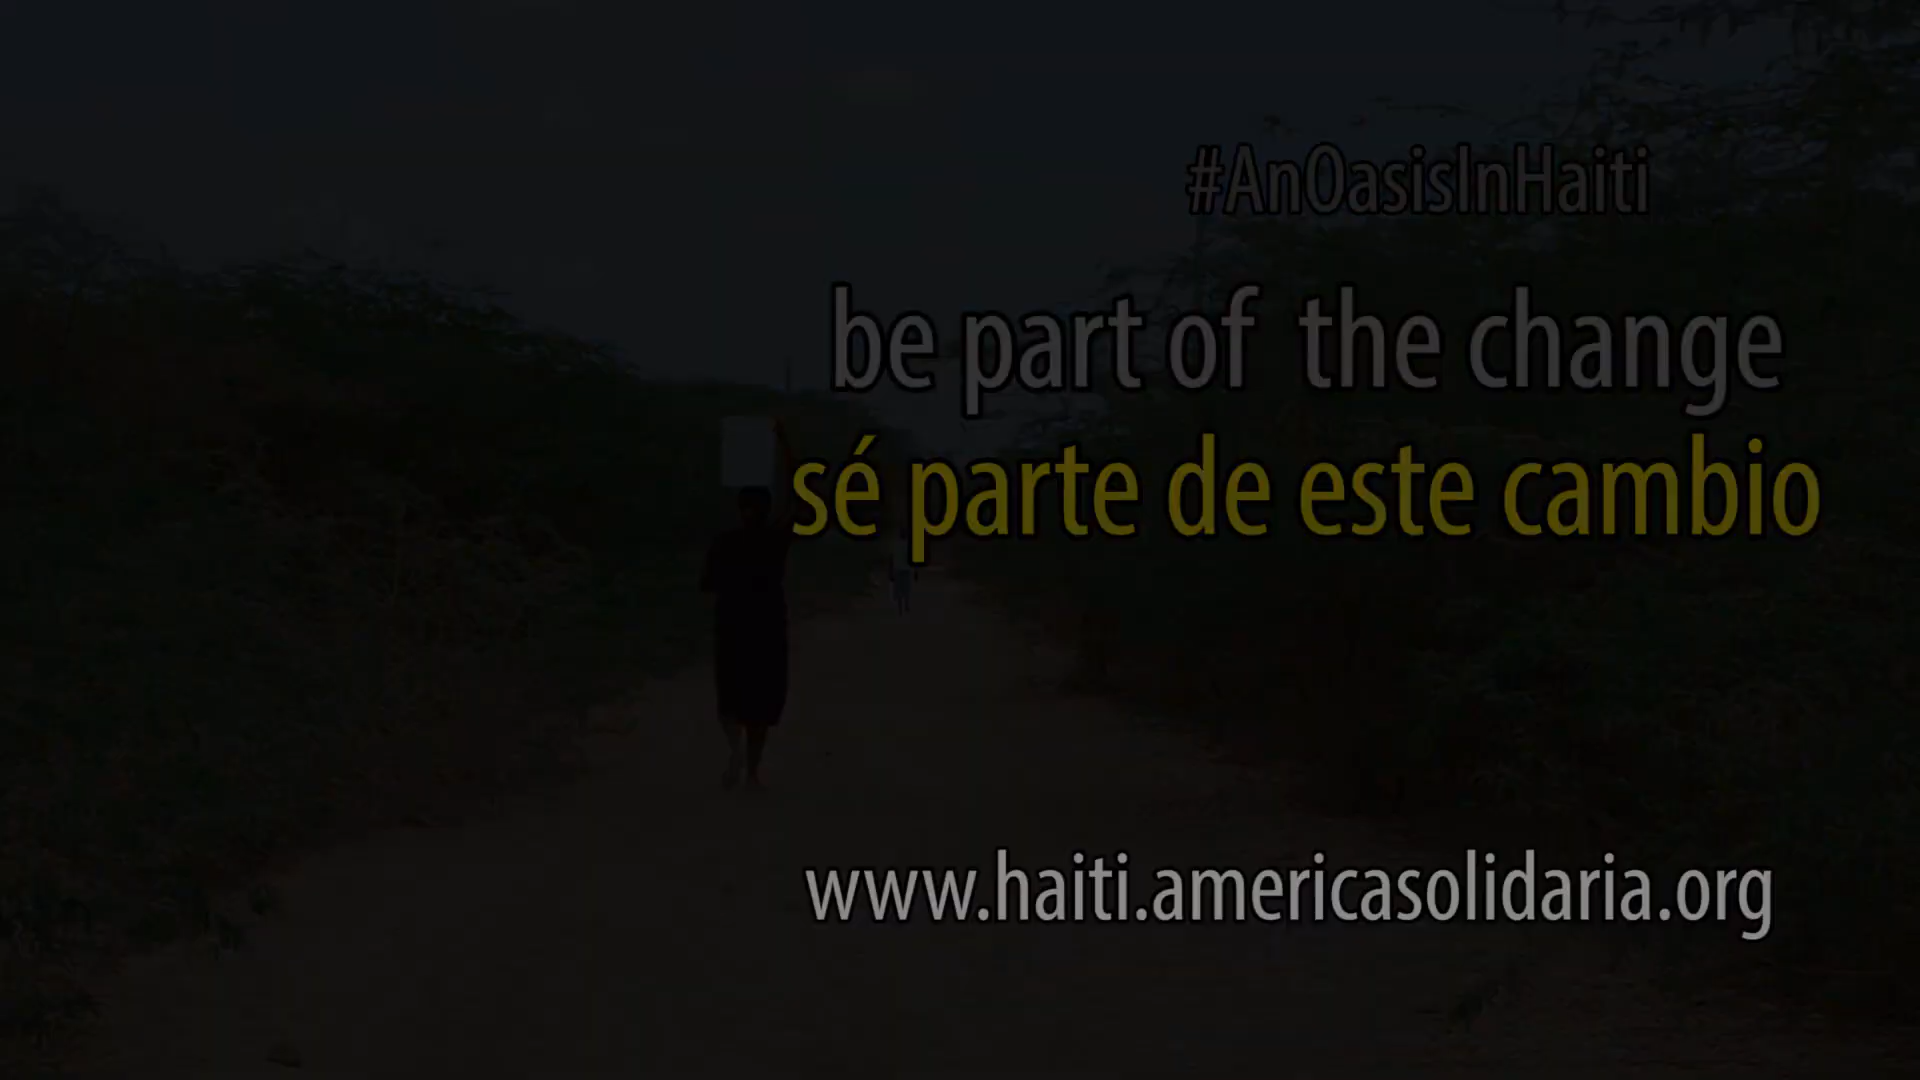 #AnOasisInHaiti
be part of the change
sé parte de este cambio
www.haiti.americasolidaria.org